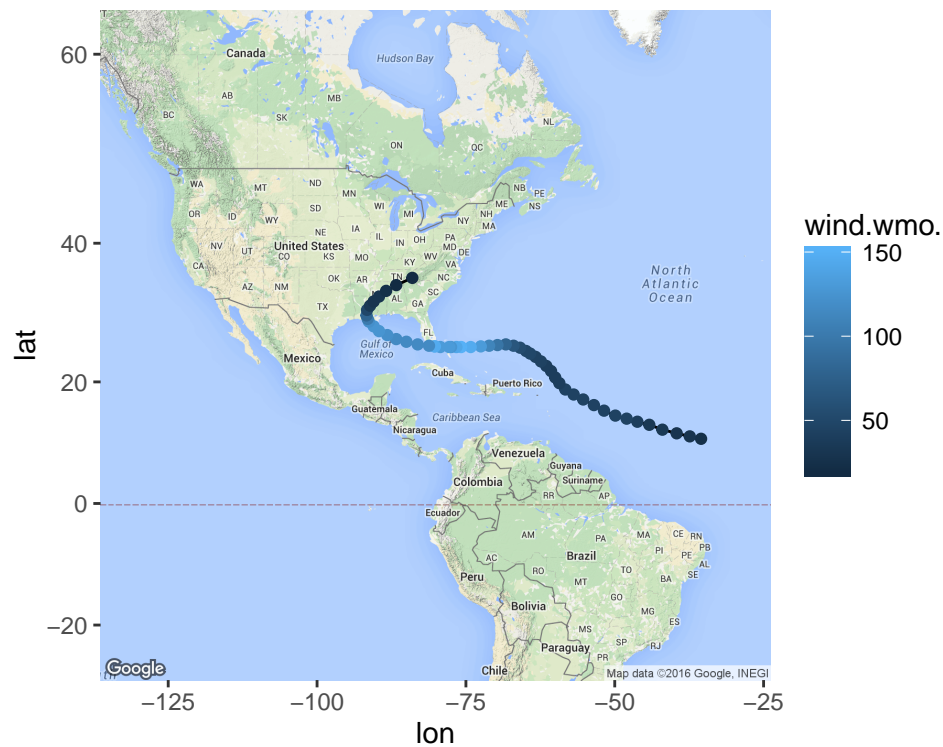 60
40
20
0
−20
lat
−125
−100
−75
−50
−25
lon
wind.wmo.
150
100
50
Canada
Hudson Bay
AB
MB
BC
SK
NL
ON
QC
WA
MT
ND
MN
NB
PE
NS
ME
OR
ID
SD
WI
MI
NH
MA
WY
NY
NE
IA
IL
IN
OH
PA
NV
UT
United States
CO
KS
MO
WV
MD
DE
KY
VA
CA
AZ
NM
OK
AR
TN
NC
TX
AL
GA
SC
FL
North
Atlantic
Ocean
Gulf of
Mexico
Mexico
Cuba
Puerto Rico
Guatemala
Caribbean Sea
Nicaragua
Venezuela
Guyana
Colombia
Suriname
RR
AP
Ecuador
AM
PA
MA
CE
RN
PB
PI
PE
AC
Brazil
AL
Peru
RO
TO
SE
MT
BA
Bolivia
GO
MG
ES
MS
SP
RJ
Paraguay
PR
Chile
Google
Map data ©2016 Google, INEGI